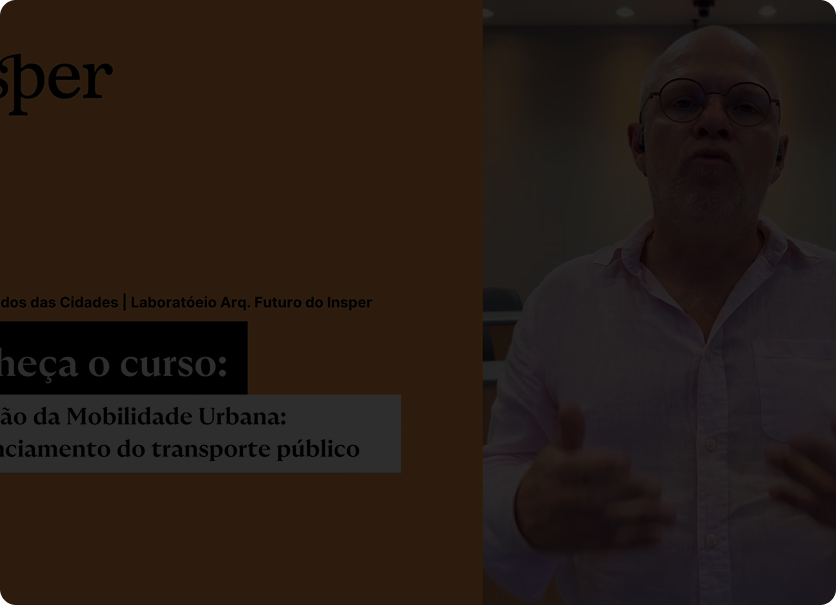 sper
dos das Cidades | Laboratóeio Arq. Futuro do Insper
heça o curso:
ão da Mobilidade Urbana:
nciamento do transporte público